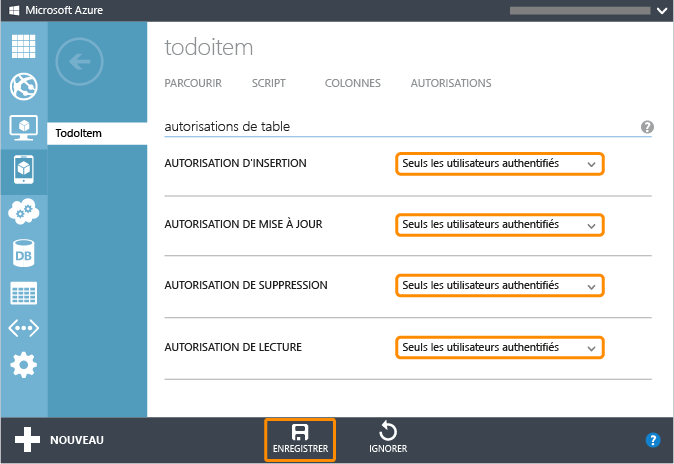 Microsoft Azure
todoitem
PARCOURIR SCRIPT COLONNES AUTORISATIONS
TodoItem
autorisations de table ?
AUTORISATION D'INSERTION Seuls les utilisateurs authentifiés
AUTORISATION DE MISE À JOUR Seuls les utilisateurs authentifiés
AUTORISATION DE SUPPRESSION Seuls les utilisateurs authentifiés
AUTORISATION DE LECTURE Seuls les utilisateurs authentifiés
DB
NOUVEAU ENREGISTRER IGNORER ?